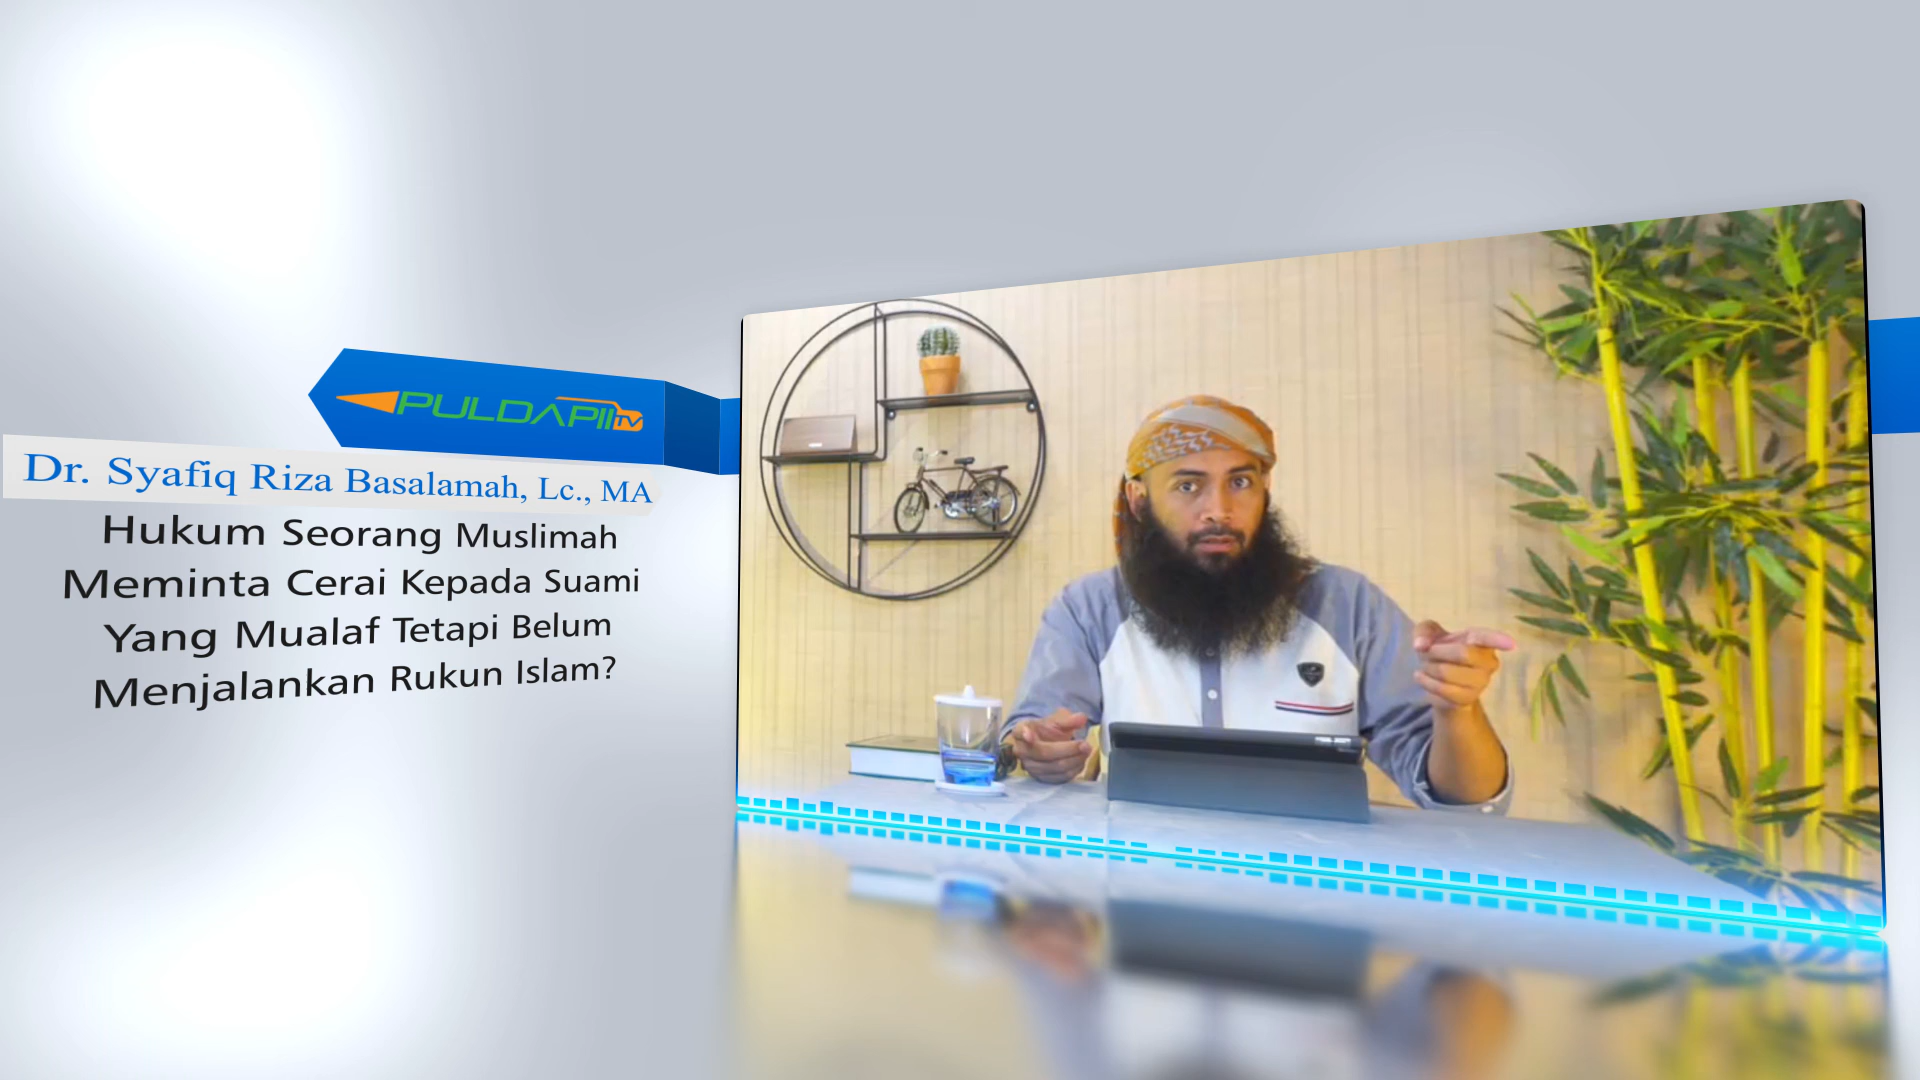 PULDAPII TV
Dr. Syafiq Riza Basalamah, Lc., MA
Hukum Seorang Muslimah
Meminta Cerai Kepada Suami
Yang Mualaf Tetapi Belum
Menjalankan Rukun Islam?